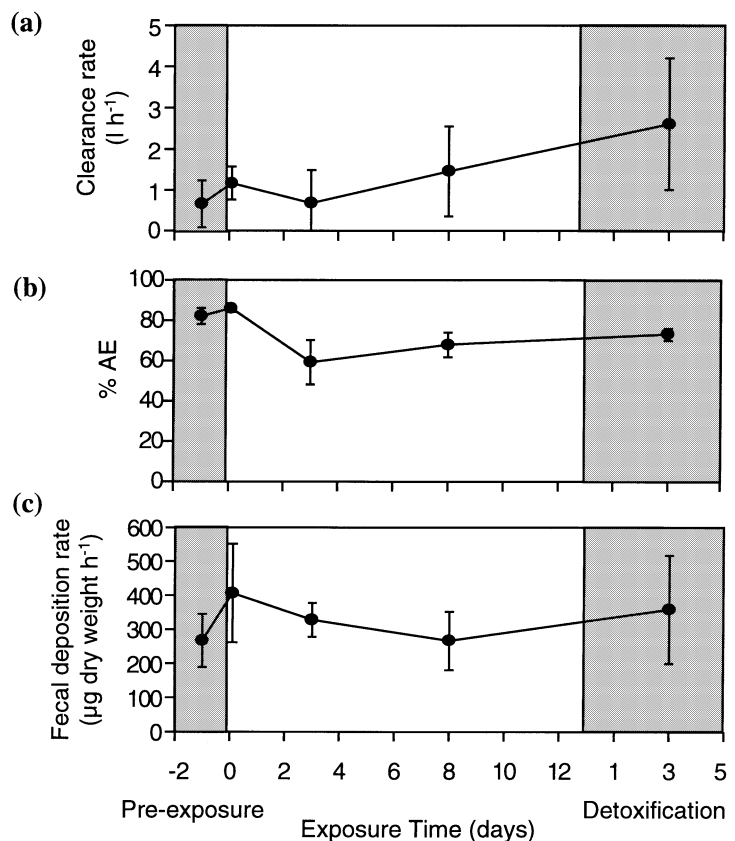 (a)
Clearance rate
(l h⁻¹)
5
4
3
2
1
0
(b)
% AE
100
80
60
40
20
0
(c)
Fecal deposition rate
(µg dry weight h⁻¹)
600
500
400
300
200
100
0
-2 0 2 4 6 8 10 12 1 3 5
Pre-exposure Exposure Time (days) Detoxification